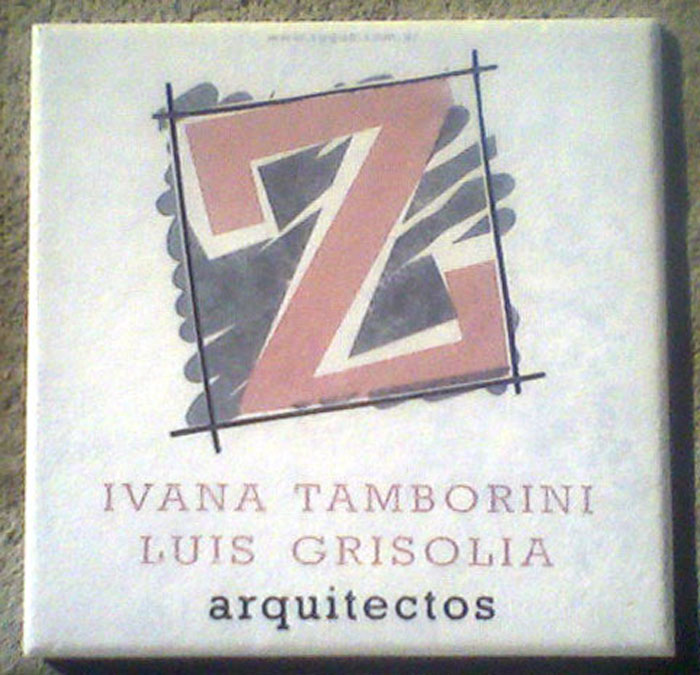 Z
IVANA TAMBORINI
LUIS GRISOLIA
arquitectos